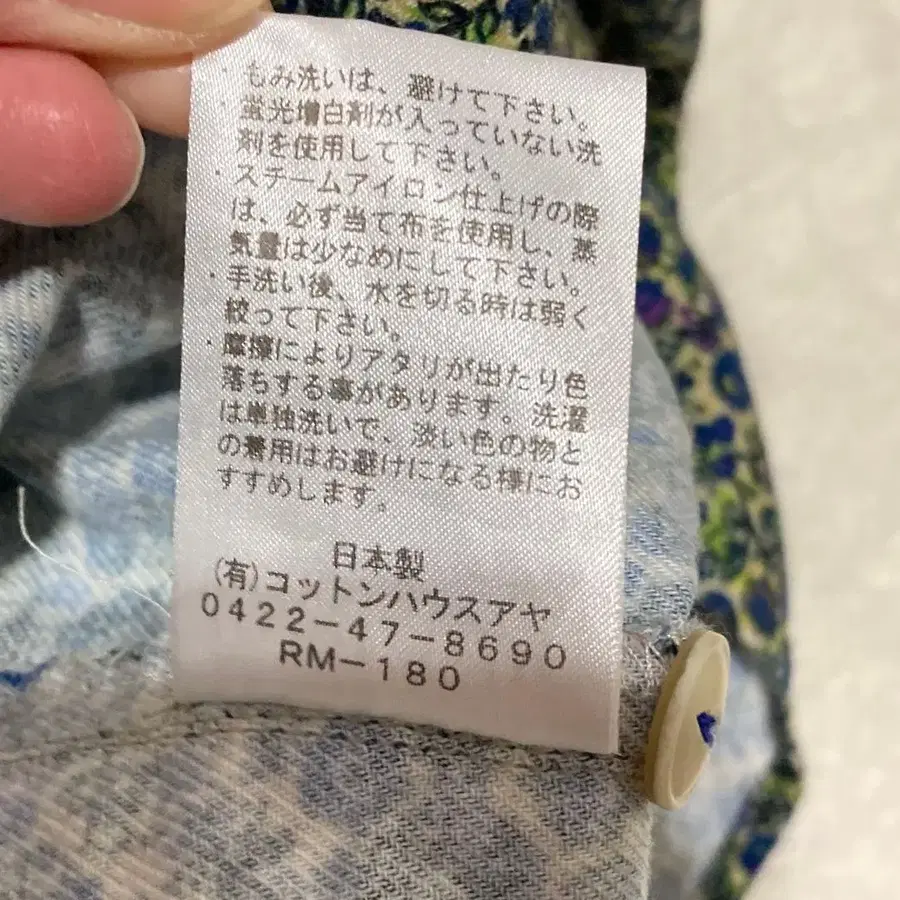 ・もみ洗いは、避けて下さい。
・蛍光増白剤が入っていない洗
剤を使用して下さい。
・スチームアイロン仕上げの際
は、必ず当て布を使用し、蒸
気量は少なめにして下さい。
・手洗い後、水を切る時は弱く
絞って下さい。
・摩擦によりアタリが出たり色
落ちする事があります。洗濯
は単独洗いで、淡い色の物と
の着用はお避けになる様にお
すすめします。
日本製
(有)コットンハウスアヤ
0422-47-8690
RM-180